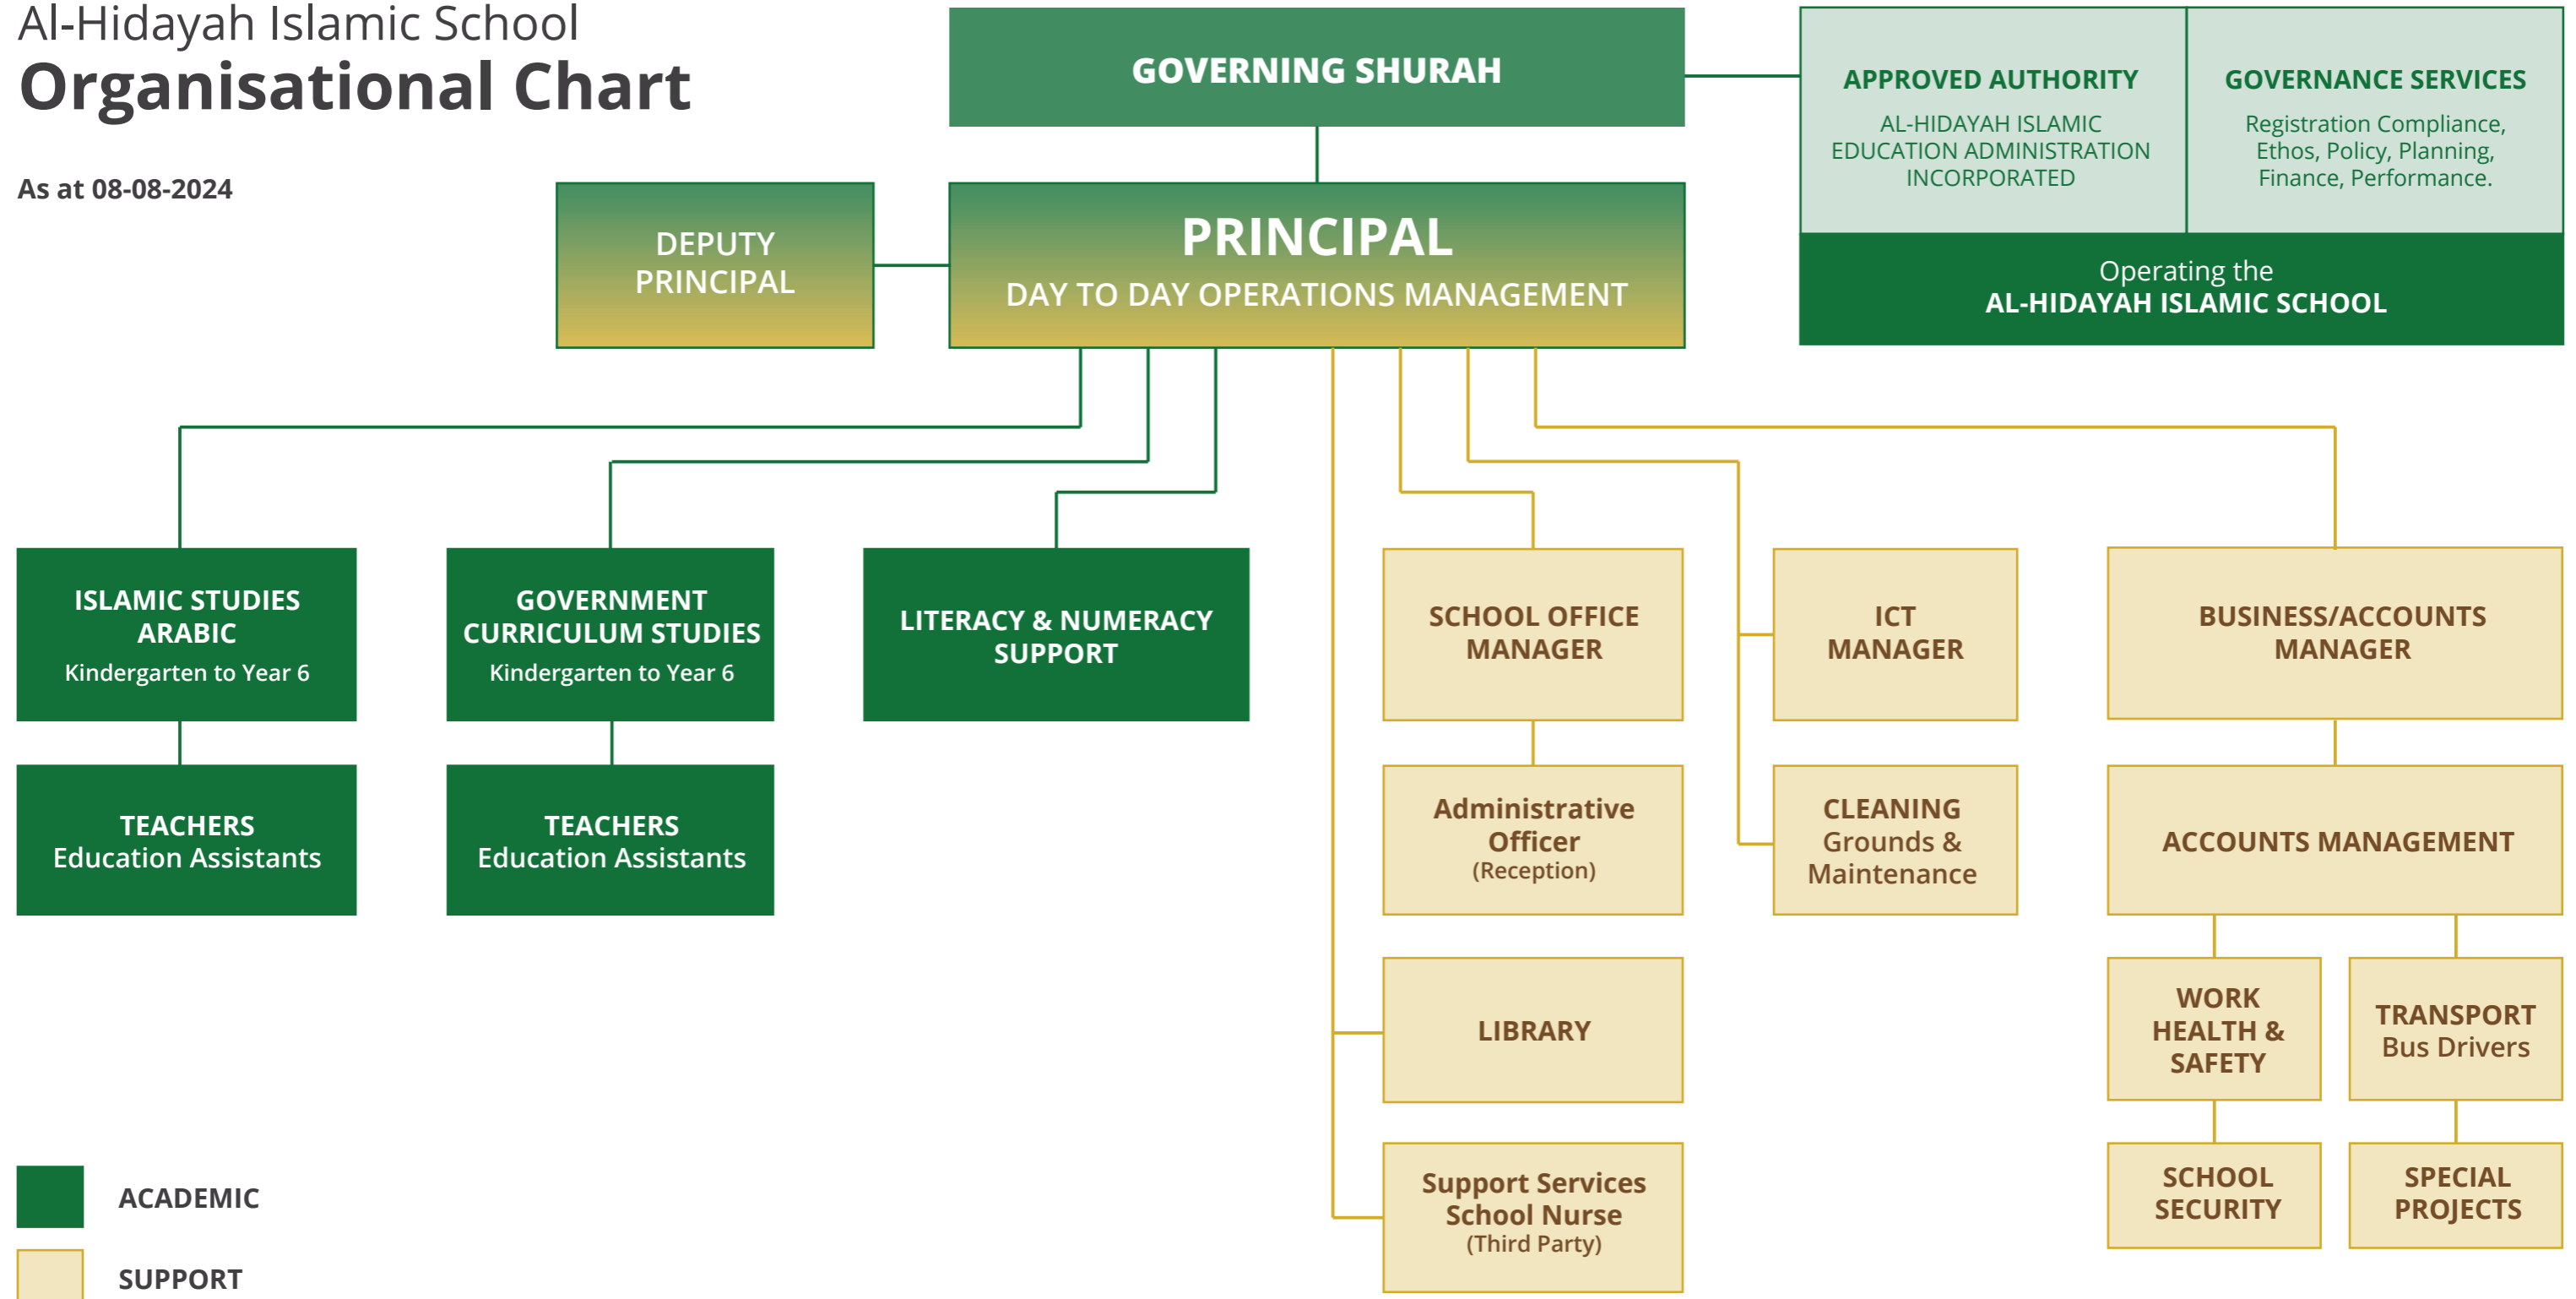 Al-Hidayah Islamic School
Organisational Chart
As at 08-08-2024
GOVERNING SHURAH
APPROVED AUTHORITY
AL-HIDAYAH ISLAMIC
EDUCATION ADMINISTRATION
INCORPORATED
GOVERNANCE SERVICES
Registration Compliance,
Ethos, Policy, Planning,
Finance, Performance.
Operating the
AL-HIDAYAH ISLAMIC SCHOOL
DEPUTY
PRINCIPAL
PRINCIPAL
DAY TO DAY OPERATIONS MANAGEMENT
ISLAMIC STUDIES
ARABIC
Kindergarten to Year 6
GOVERNMENT
CURRICULUM STUDIES
Kindergarten to Year 6
LITERACY & NUMERACY
SUPPORT
SCHOOL OFFICE
MANAGER
ICT
MANAGER
BUSINESS/ACCOUNTS
MANAGER
TEACHERS
Education Assistants
TEACHERS
Education Assistants
Administrative
Officer
(Reception)
CLEANING
Grounds &
Maintenance
ACCOUNTS MANAGEMENT
LIBRARY
WORK
HEALTH &
SAFETY
TRANSPORT
Bus Drivers
Support Services
School Nurse
(Third Party)
SCHOOL
SECURITY
SPECIAL
PROJECTS
ACADEMIC
SUPPORT